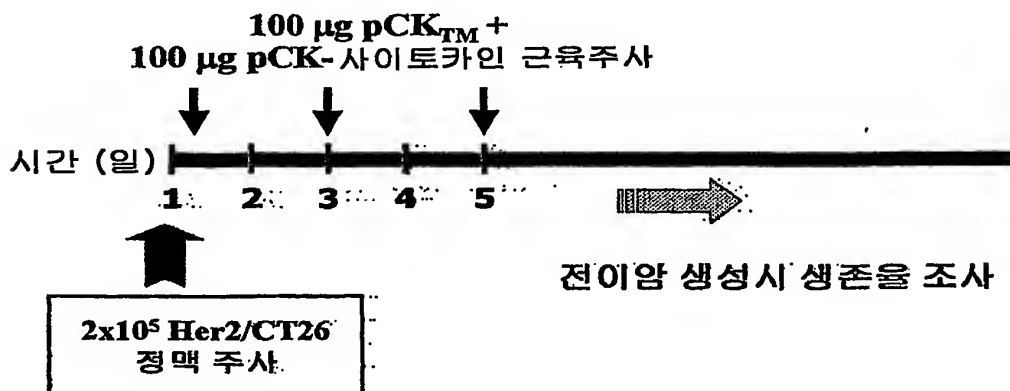 100 μg pCK_TM +
100 μg pCK-사이토카인 근육주사
시간 (일)
1 2 3 4 5
전이암 생성시 생존율 조사
2x10⁵ Her2/CT26
정맥 주사